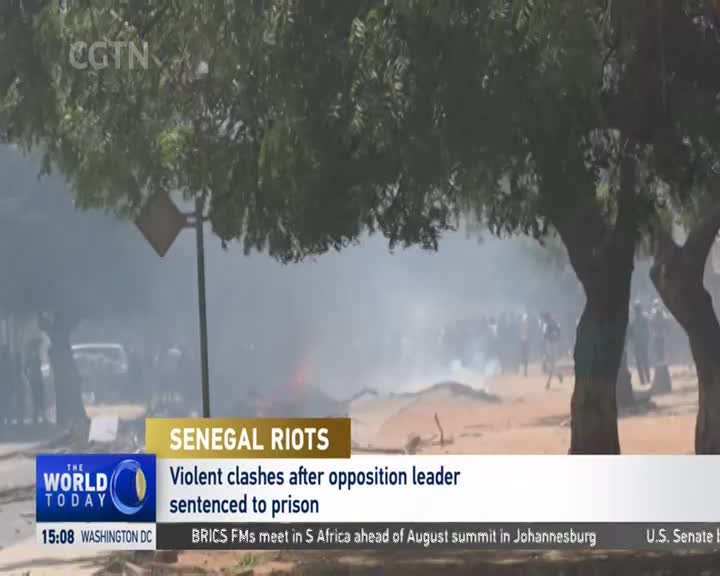 CGTN
SENEGAL RIOTS
Violent clashes after opposition leader
sentenced to prison
THE
WORLD
TODAY
15:08 WASHINGTON DC
BRICS FMs meet in S Africa ahead of August summit in Johannesburg U.S. Senate b